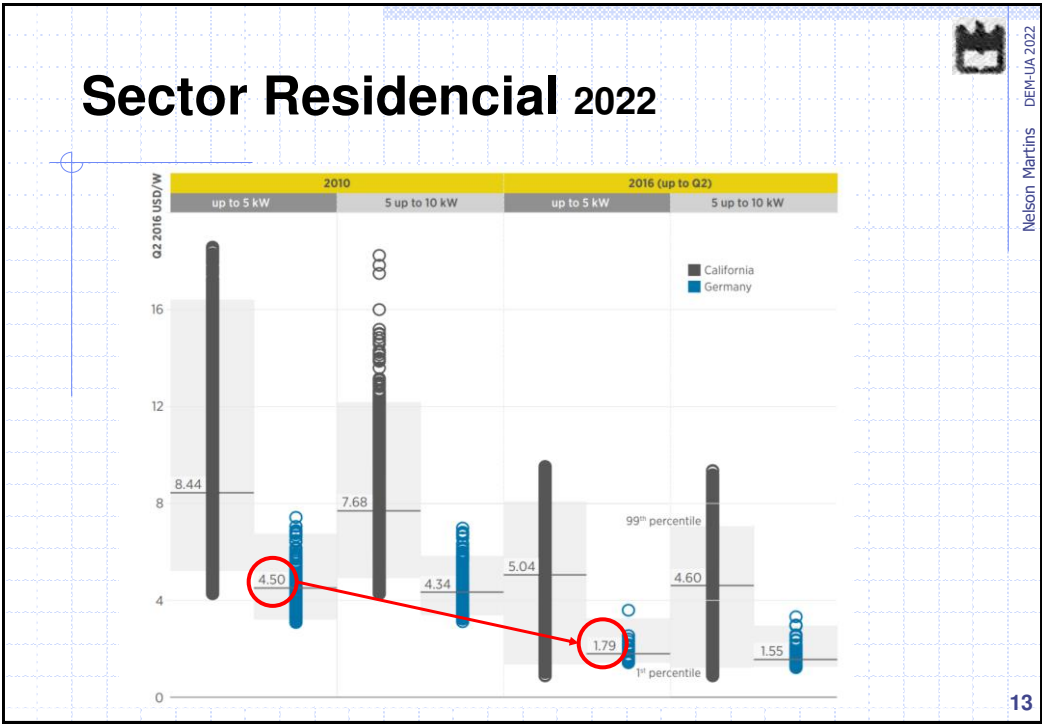 Sector Residencial 2022
Nelson Martins DEM-UA 2022
Q2 2016 USD/W
2010
2016 (up to Q2)
up to 5 kW
5 up to 10 kW
up to 5 kW
5 up to 10 kW
California
Germany
16
12
8
4
0
8.44
4.50
7.68
4.34
5.04
1.79
4.60
1.55
99th percentile
1st percentile
13